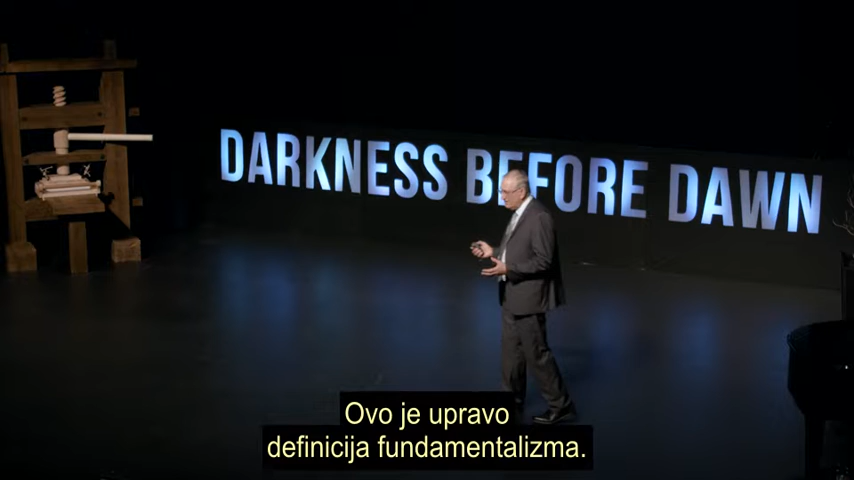 DARKNESS BEFORE DAWN
Ovo je upravo
definicija fundamentalizma.